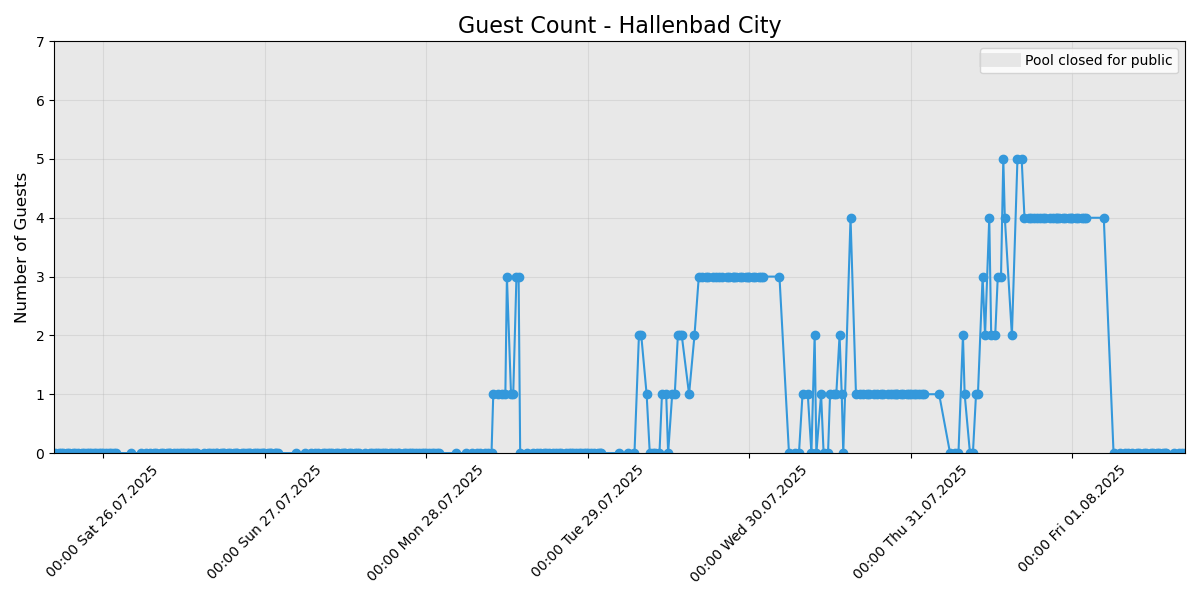 Guest Count - Hallenbad City
Pool closed for public
Number of Guests
7
6
5
4
3
2
1
0
00:00 Sat 26.07.2025
00:00 Sun 27.07.2025
00:00 Mon 28.07.2025
00:00 Tue 29.07.2025
00:00 Wed 30.07.2025
00:00 Thu 31.07.2025
00:00 Fri 01.08.2025